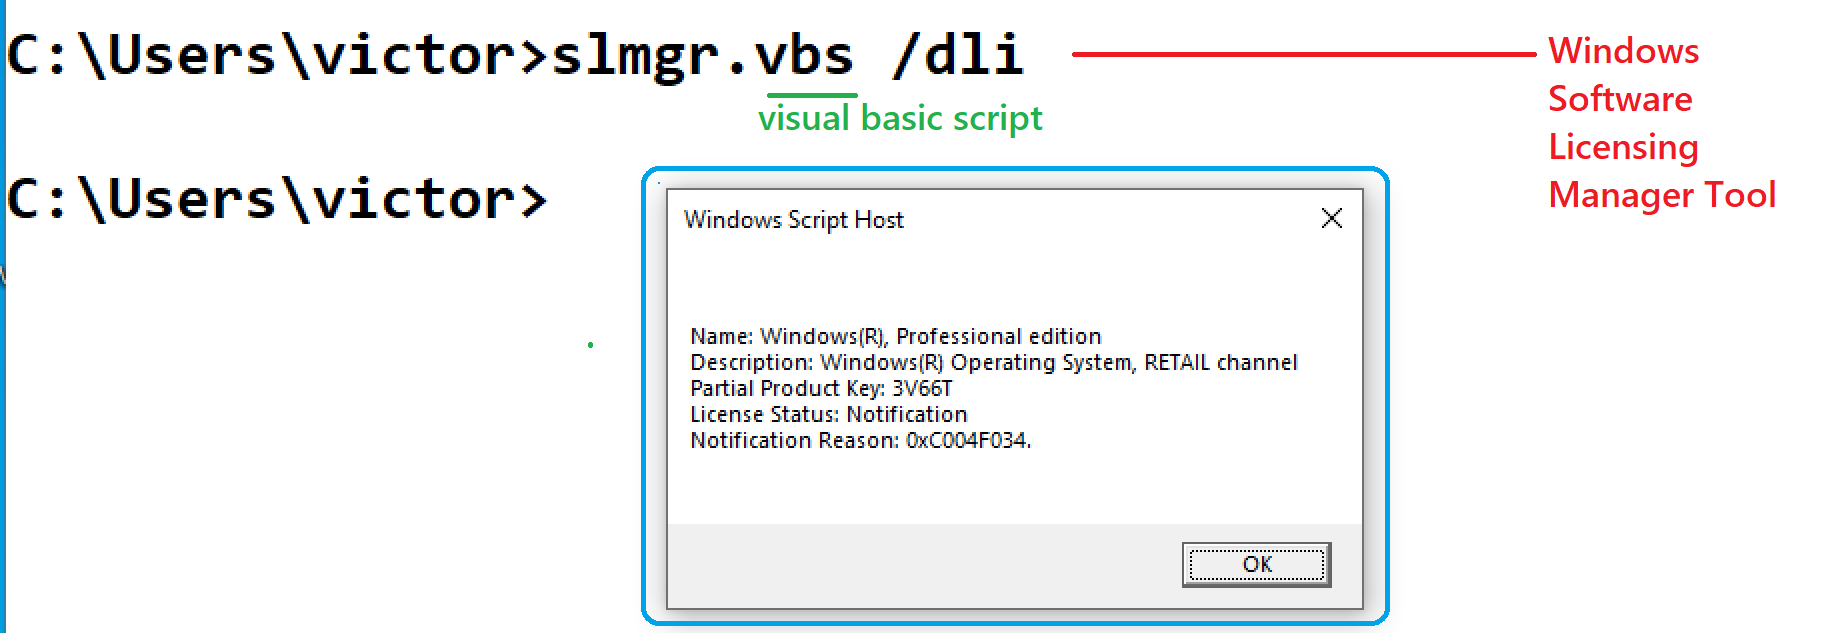 C:\Users\victor>slmgr.vbs /dli
Windows
Software
Licensing
Manager Tool
visual basic script
C:\Users\victor>
Windows Script Host
Name: Windows(R), Professional edition
Description: Windows(R) Operating System, RETAIL channel
Partial Product Key: 3V66T
License Status: Notification
Notification Reason: 0xC004F034.
OK